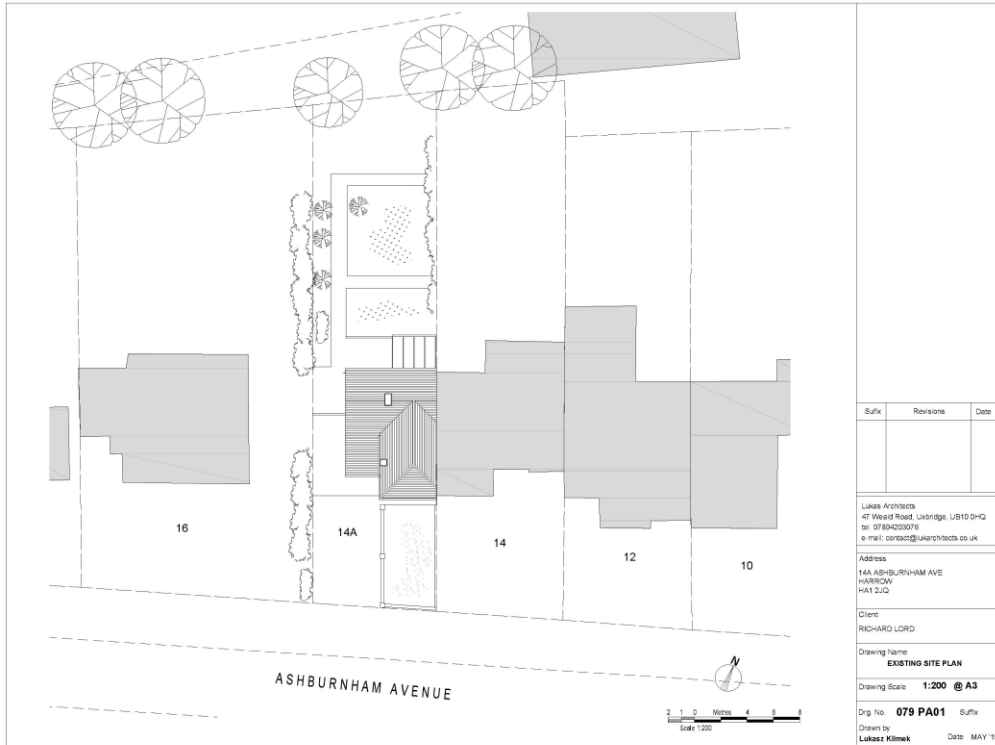 16
14A
14
12
10
ASHBURNHAM AVENUE
N
2 1 0 Metres 4 6 8
Scale 1:200
Sufix Revisions Date
Lukas Architects
47 Weald Road, Uxbridge, UB10 0HQ
tel. 07894203076
e-mail: contact@lukarchitects.co.uk
Address
14A ASHBURNHAM AVE
HARROW
HA1 2JQ
Client
RICHARD LORD
Drawing Name
EXISTING SITE PLAN
Drawing Scale 1:200 @ A3
Drg. No. 079 PA01 Suffix
Drawn by
Lukasz Klimek Date MAY